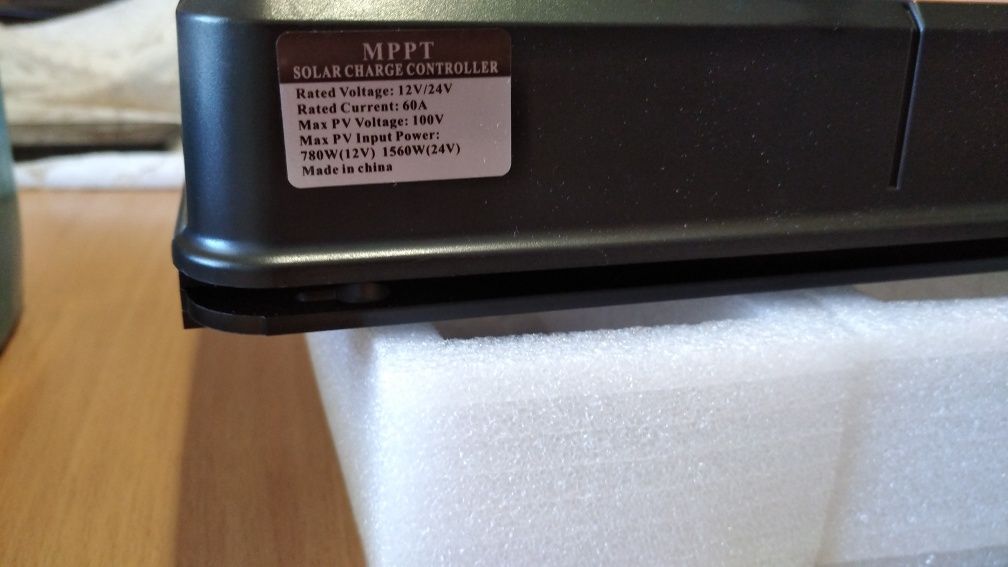 MPPT
SOLAR CHARGE CONTROLLER
Rated Voltage: 12V/24V
Rated Current: 60A
Max PV Voltage: 100V
Max PV Input Power:
780W(12V) 1560W(24V)
Made in china